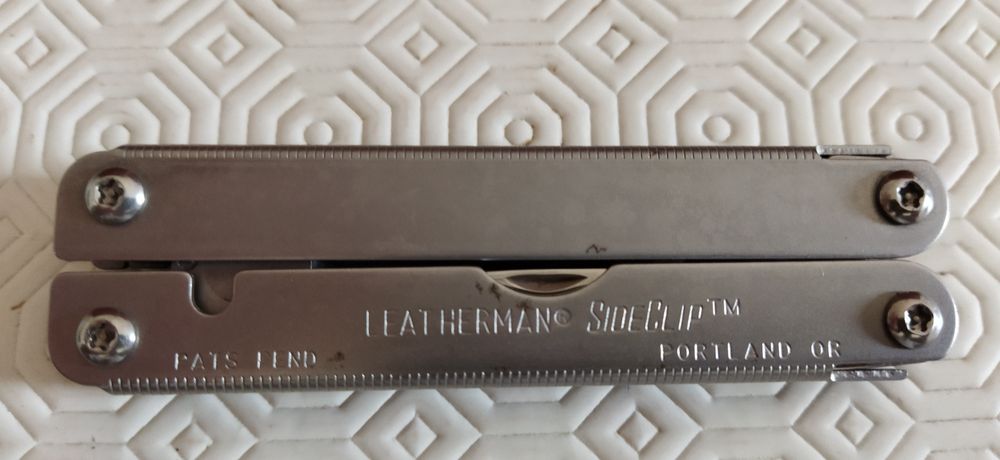 LEATHERMAN® SIDECLIP™
PATS PEND PORTLAND OR